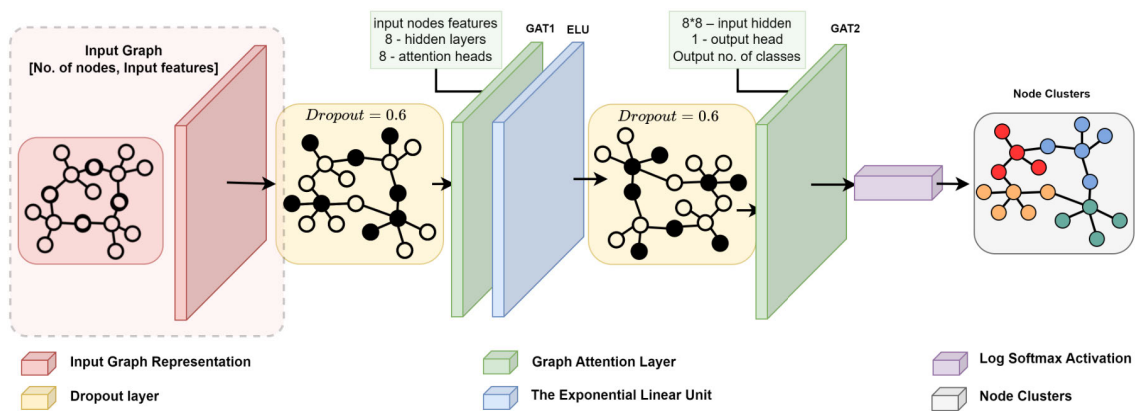 Input Graph
[No. of nodes, Input features]
Dropout = 0.6
input nodes features
8 - hidden layers
8 - attention heads
GAT1
ELU
Dropout = 0.6
8*8 – input hidden
1 - output head
Output no. of classes
GAT2
Node Clusters
Input Graph Representation
Dropout layer
Graph Attention Layer
The Exponential Linear Unit
Log Softmax Activation
Node Clusters